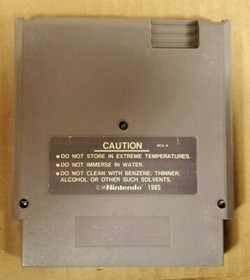 CAUTION
REV-A
●DO NOT STORE IN EXTREME TEMPERATURES.
●DO NOT IMMERSE IN WATER.
●DO NOT CLEAN WITH BENZENE, THINNER,
ALCOHOL OR OTHER SUCH SOLVENTS.
©®Nintendo 1985